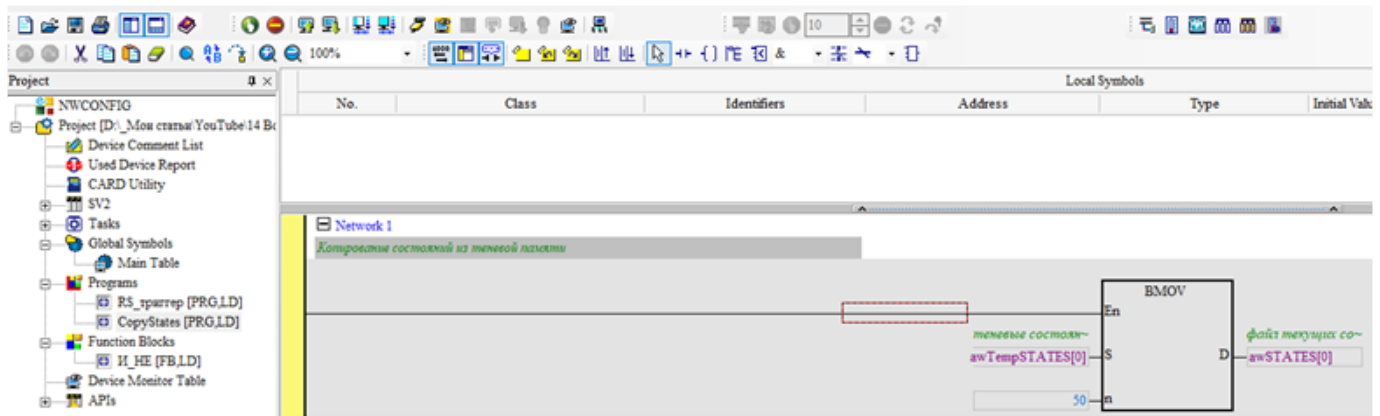 10
100%
&
Project
Local Symbols
No. Class Identifiers Address Type Initial Valu
NWCONFIG
Project [D:\_Мои статьи\YouTube\14 Во
Device Comment List
Used Device Report
CARD Utility
SV2
Tasks
Global Symbols
Main Table
Programs
RS_триггер [PRG,LD]
CopyStates [PRG,LD]
Function Blocks
И_НЕ [FB,LD]
Device Monitor Table
APIs
Network 1
Копирование состояний из теневой памяти
BMOV
En
теневые состоян~
файл текущих со~
awTempSTATES[0] S D awSTATES[0]
50 n